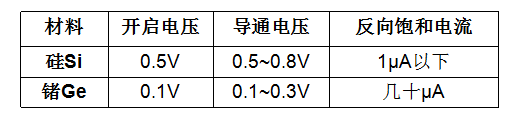 材料 开启电压 导通电压 反向饱和电流
硅Si 0.5V 0.5~0.8V 1μA以下
锗Ge 0.1V 0.1~0.3V 几十μA